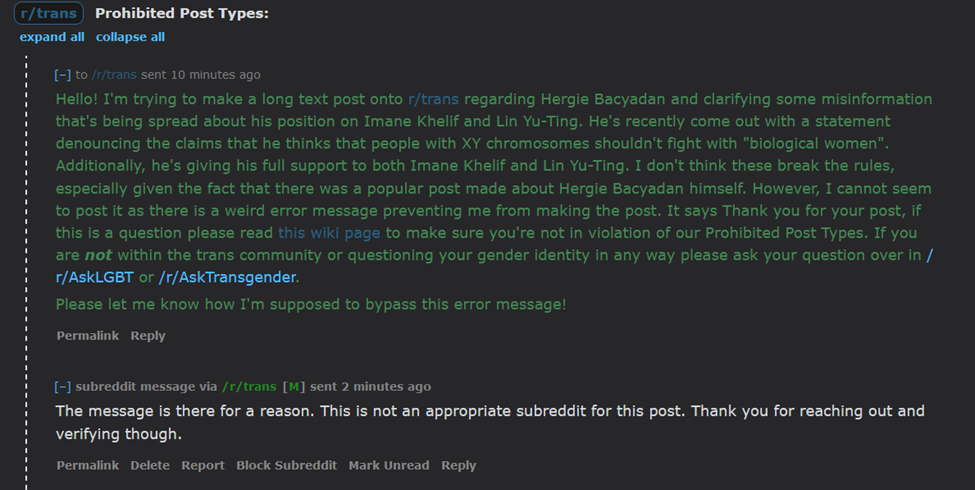 r/trans Prohibited Post Types:
expand all collapse all
[–] to /r/trans sent 10 minutes ago
Hello! I'm trying to make a long text post onto r/trans regarding Hergie Bacyadan and clarifying some misinformation
that's being spread about his position on Imane Khelif and Lin Yu-Ting. He's recently come out with a statement
denouncing the claims that he thinks that people with XY chromosomes shouldn't fight with "biological women".
Additionally, he's giving his full support to both Imane Khelif and Lin Yu-Ting. I don't think these break the rules,
especially given the fact that there was a popular post made about Hergie Bacyadan himself. However, I cannot seem
to post it as there is a weird error message preventing me from making the post. It says Thank you for your post, if
this is a question please read this wiki page to make sure you're not in violation of our Prohibited Post Types. If you
are not within the trans community or questioning your gender identity in any way please ask your question over in /
r/AskLGBT or /r/AskTransgender.
Please let me know how I'm supposed to bypass this error message!
Permalink Reply
[–] subreddit message via /r/trans [M] sent 2 minutes ago
The message is there for a reason. This is not an appropriate subreddit for this post. Thank you for reaching out and
verifying though.
Permalink Delete Report Block Subreddit Mark Unread Reply